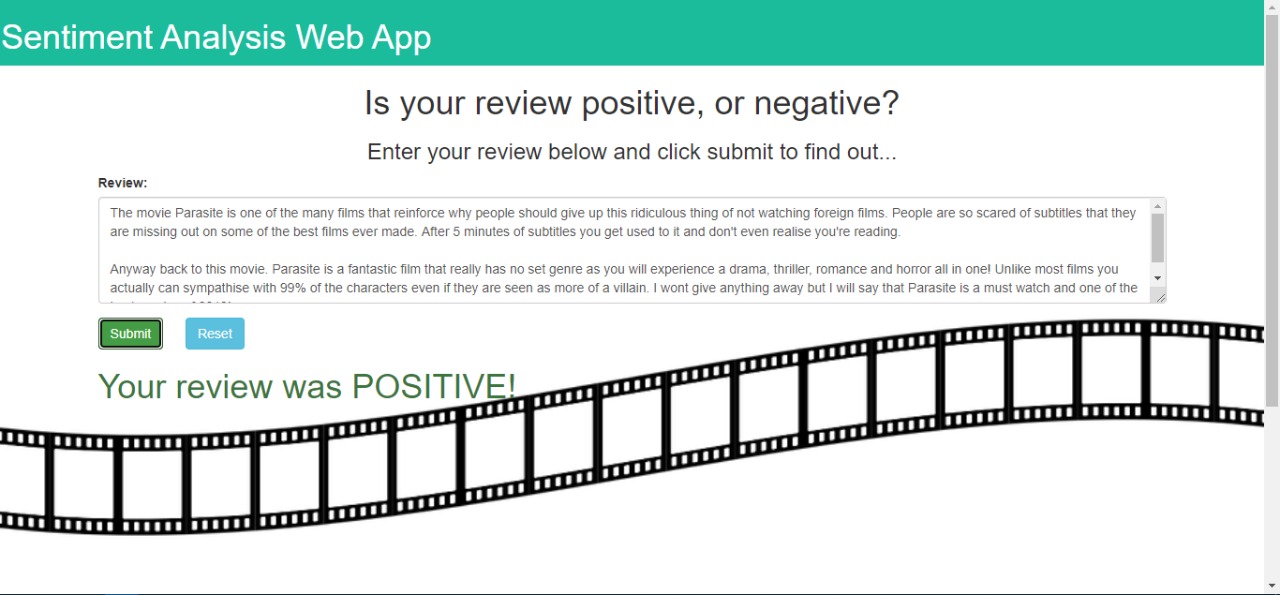 Sentiment Analysis Web App
Is your review positive, or negative?
Enter your review below and click submit to find out...
Review:
The movie Parasite is one of the many films that reinforce why people should give up this ridiculous thing of not watching foreign films. People are so scared of subtitles that they
are missing out on some of the best films ever made. After 5 minutes of subtitles you get used to it and don't even realise you're reading.
Anyway back to this movie. Parasite is a fantastic film that really has no set genre as you will experience a drama, thriller, romance and horror all in one! Unlike most films you
actually can sympathise with 99% of the characters even if they are seen as more of a villain. I wont give anything away but I will say that Parasite is a must watch and one of the
Submit
Reset
Your review was POSITIVE!